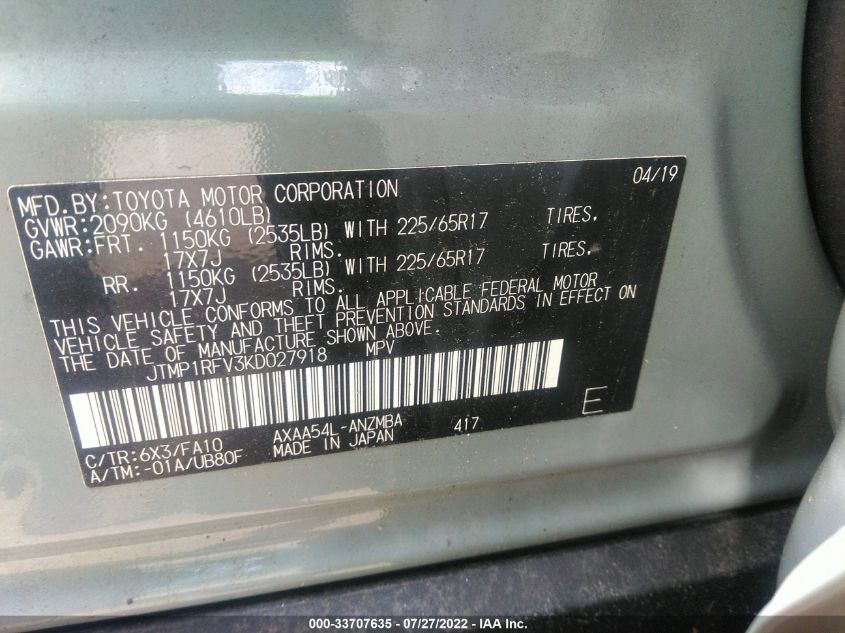 04/19
MFD.BY:TOYOTA MOTOR CORPORATION
GVWR:2090KG (4610LB)
GAWR:FRT. 1150KG (2535LB) WITH 225/65R17 TIRES,
17X7J RIMS.
RR. 1150KG (2535LB) WITH 225/65R17 TIRES,
17X7J RIMS.
THIS VEHICLE CONFORMS TO ALL APPLICABLE FEDERAL MOTOR
VEHICLE SAFETY AND THEFT PREVENTION STANDARDS IN EFFECT ON
THE DATE OF MANUFACTURE SHOWN ABOVE.
JTMP1RFV3KD027918 MPV
E
C/TR:6X3/FA10 AXAA54L-ANZMBA 417
A/TM:-01A/UB80F MADE IN JAPAN
000-33707635 - 07/27/2022 - IAA Inc.